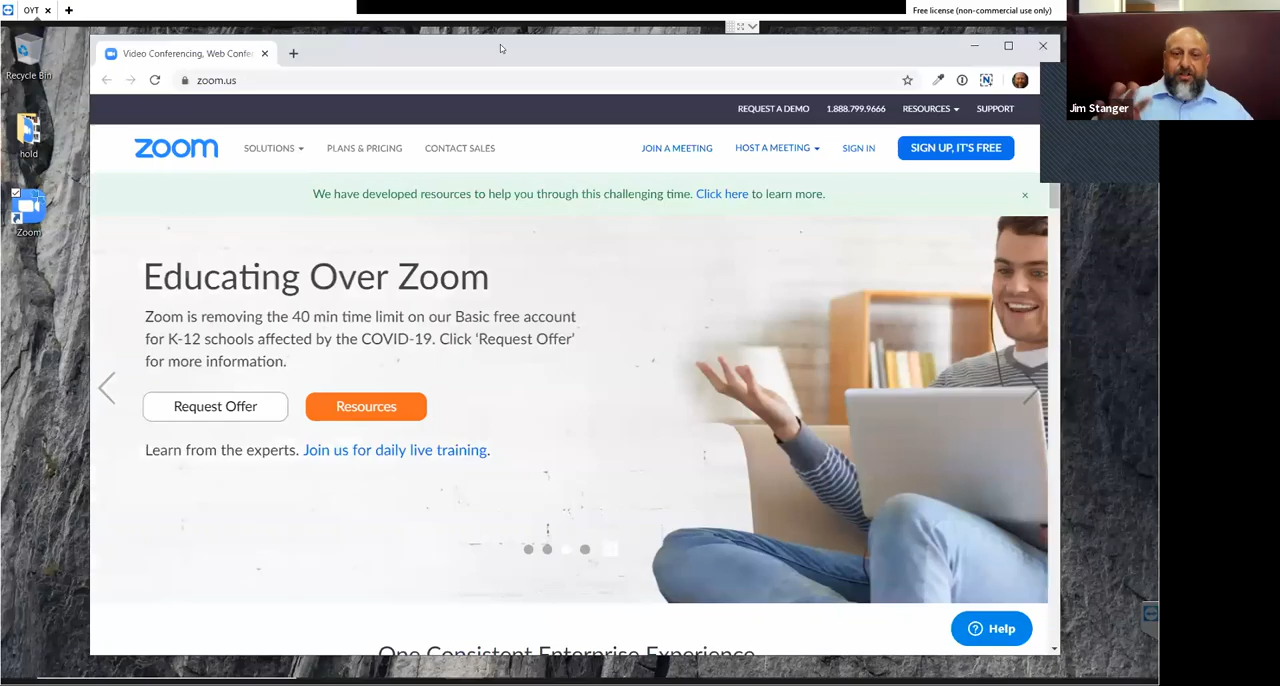 OYT
Free license (non-commercial use only)
Recycle Bin
hold
Zoom
Video Conferencing, Web Confe
zoom.us
Jim Stanger
REQUEST A DEMO 1.888.799.9666 RESOURCES SUPPORT
zoom SOLUTIONS PLANS & PRICING CONTACT SALES JOIN A MEETING HOST A MEETING SIGN IN SIGN UP, IT'S FREE
We have developed resources to help you through this challenging time. Click here to learn more.
Educating Over Zoom
Zoom is removing the 40 min time limit on our Basic free account
for K-12 schools affected by the COVID-19. Click ‘Request Offer’
for more information.
Request Offer Resources
Learn from the experts. Join us for daily live training.
Help
One Consistent Enterprise Experience